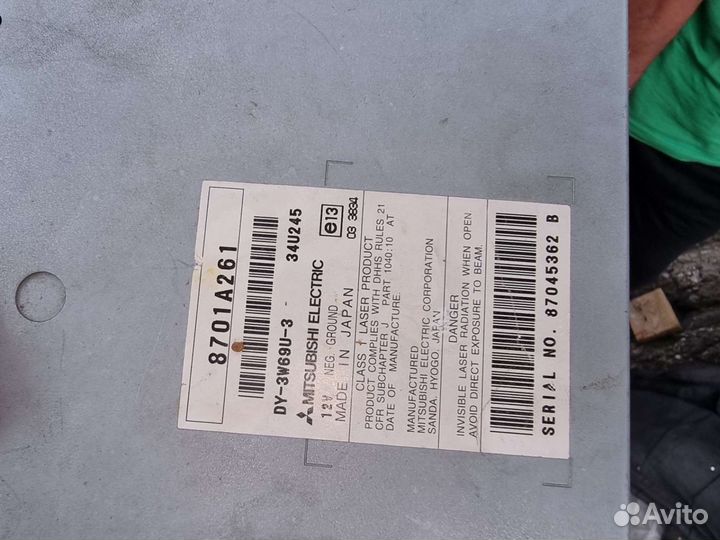 8701A261
DY-3W69U-3 34U245
MITSUBISHI ELECTRIC
12V NEG. GROUND
MADE IN JAPAN
e13
03 3834
CLASS 1 LASER PRODUCT
PRODUCT COMPLIES WITH DHHS RULES 21
CFR SUBCHAPTER J PART 1040:10 AT
DATE OF MANUFACTURE.
MANUFACTURED
MITSUBISHI ELECTRIC CORPORATION
SANDA, HYOGO, JAPAN
DANGER
INVISIBLE LASER RADIATION WHEN OPEN
AVOID DIRECT EXPOSURE TO BEAM.
SERIAL NO. 87045362 B
Avito